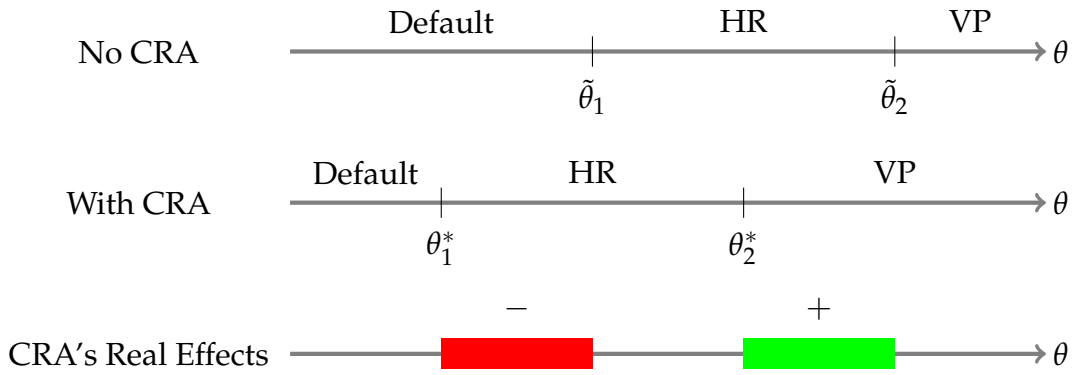 Default HR VP
No CRA θ
θ̃₁ θ̃₂
Default HR VP
With CRA θ
θ₁* θ₂*
− +
CRA's Real Effects θ